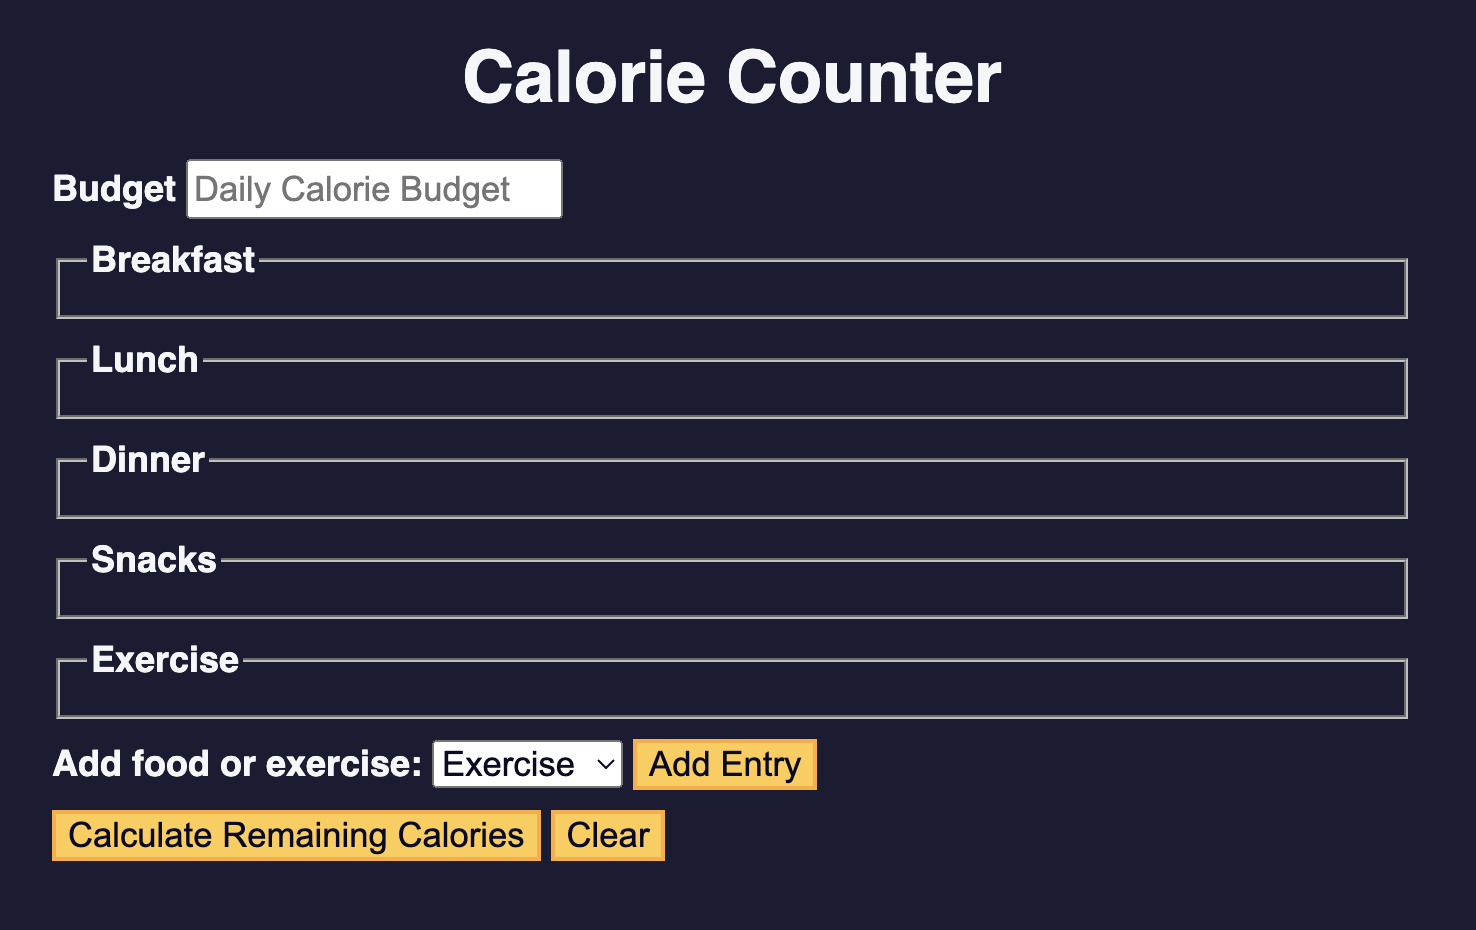 Calorie Counter
Budget Daily Calorie Budget
Breakfast
Lunch
Dinner
Snacks
Exercise
Add food or exercise: Exercise Add Entry
Calculate Remaining Calories Clear